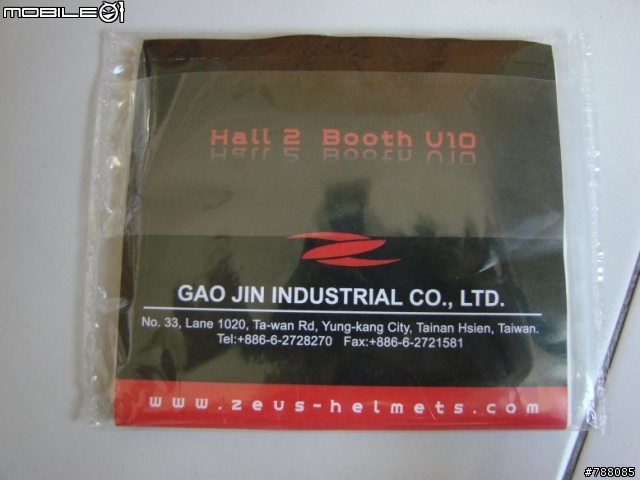 MOBILE01
Hall 2 Booth U10
GAO JIN INDUSTRIAL CO., LTD.
No. 33, Lane 1020, Ta-wan Rd, Yung-kang City, Tainan Hsien, Taiwan.
Tel:+886-6-2728270 Fax:+886-6-2721581
www.zeus-helmets.com
#788085